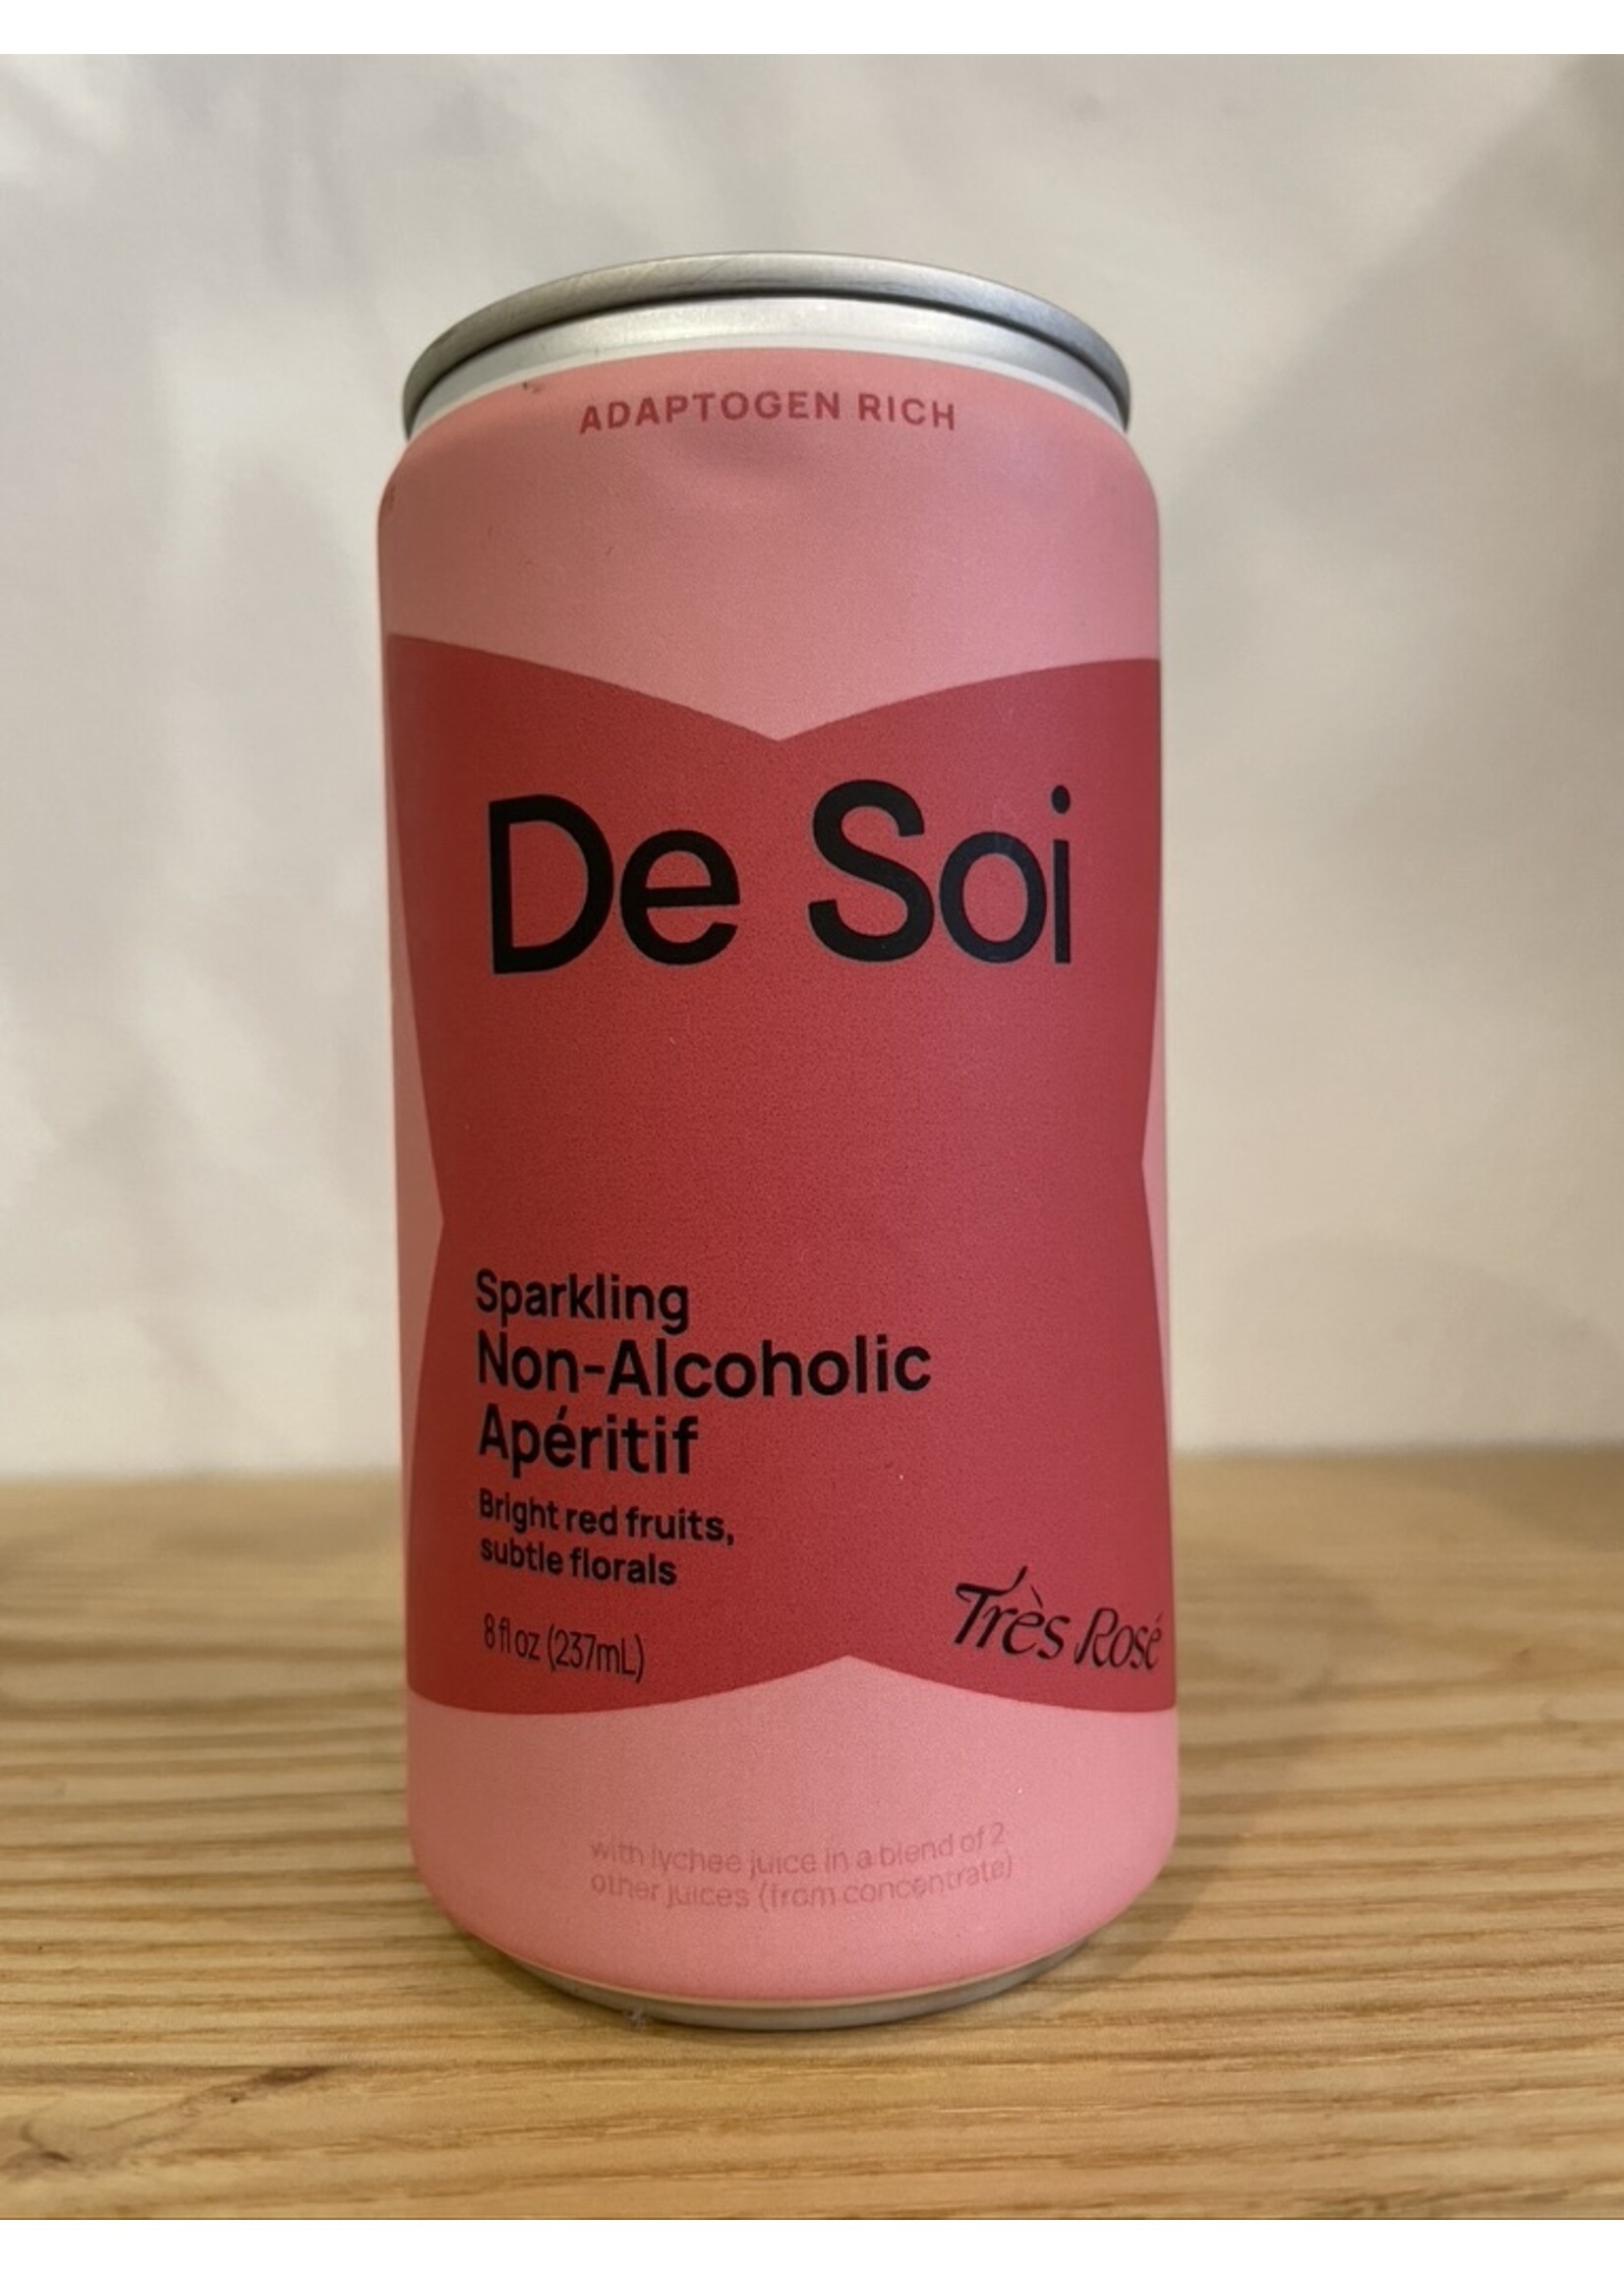 ADAPTOGEN RICH
De Soi
Sparkling
Non-Alcoholic
Apéritif
Bright red fruits,
subtle florals
8 fl oz (237mL)
Très Rosé
with lychee juice in a blend of 2
other juices (from concentrate)